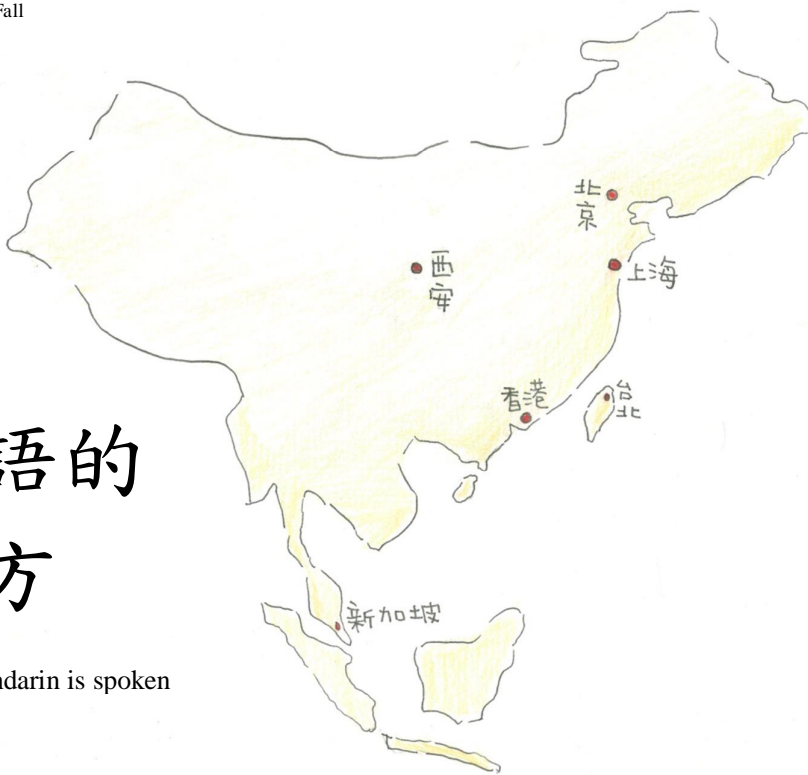 Fall
北
京
西
安
上海
香港
台
北
語的
方
新加坡
ndarin is spoken